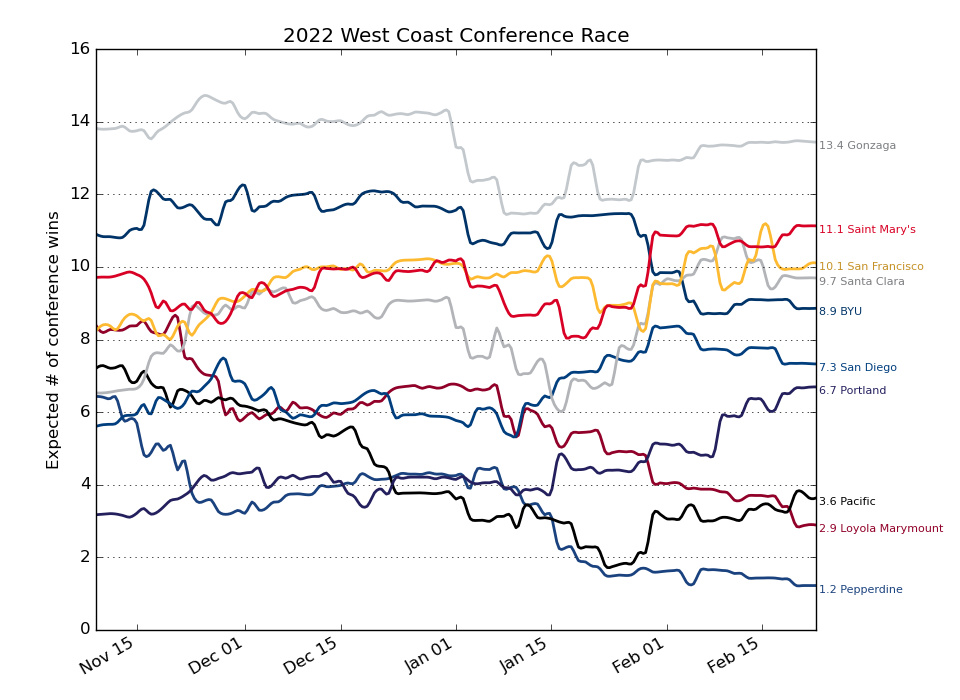 2022 West Coast Conference Race
Expected # of conference wins
16
14
12
10
8
6
4
2
0
Nov 15
Dec 01
Dec 15
Jan 01
Jan 15
Feb 01
Feb 15
13.4 Gonzaga
11.1 Saint Mary's
10.1 San Francisco
9.7 Santa Clara
8.9 BYU
7.3 San Diego
6.7 Portland
3.6 Pacific
2.9 Loyola Marymount
1.2 Pepperdine